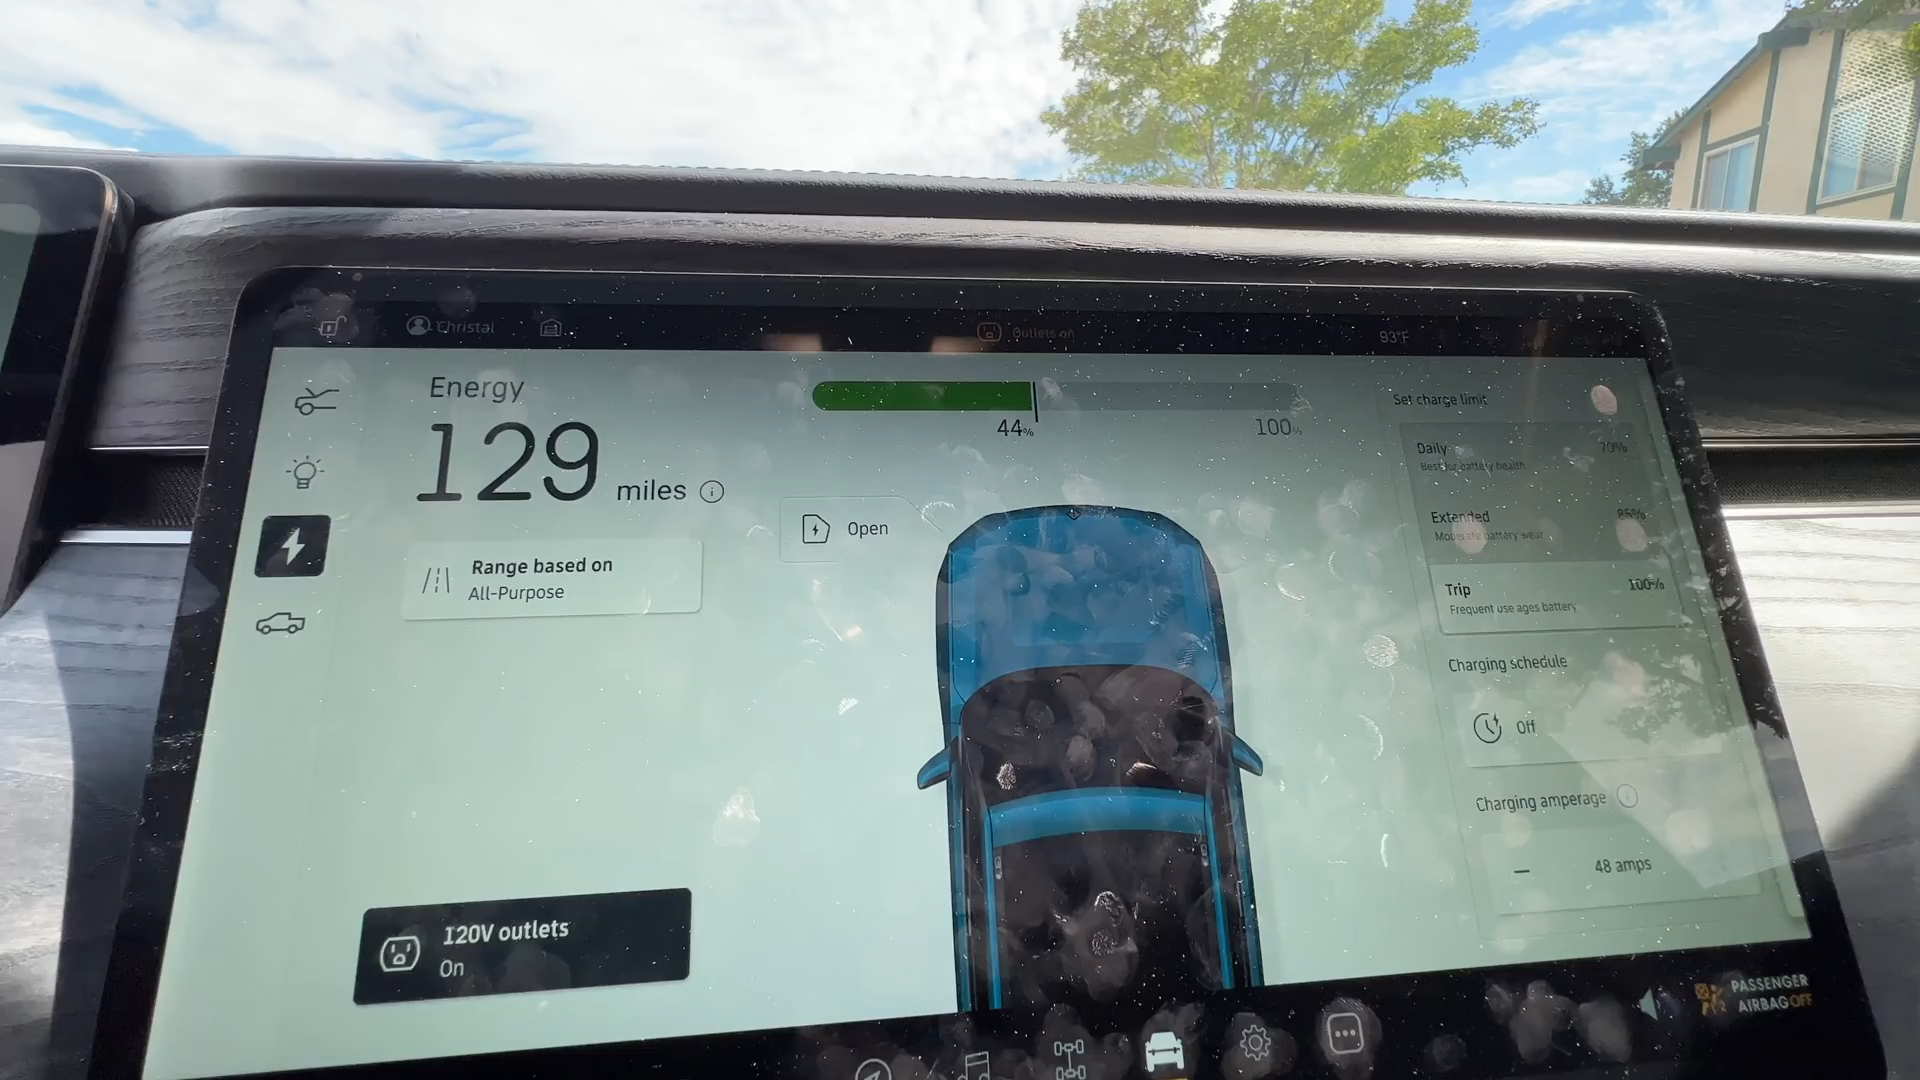 Christal
Outlets on
93°F
Energy
129 miles
Range based on
All-Purpose
44%
100%
Open
Set charge limit
Daily 70%
Best for battery health
Extended 85%
Moderate battery wear
Trip 100%
Frequent use ages battery
Charging schedule
Off
Charging amperage
48 amps
120V outlets
On
PASSENGER
AIRBAG OFF